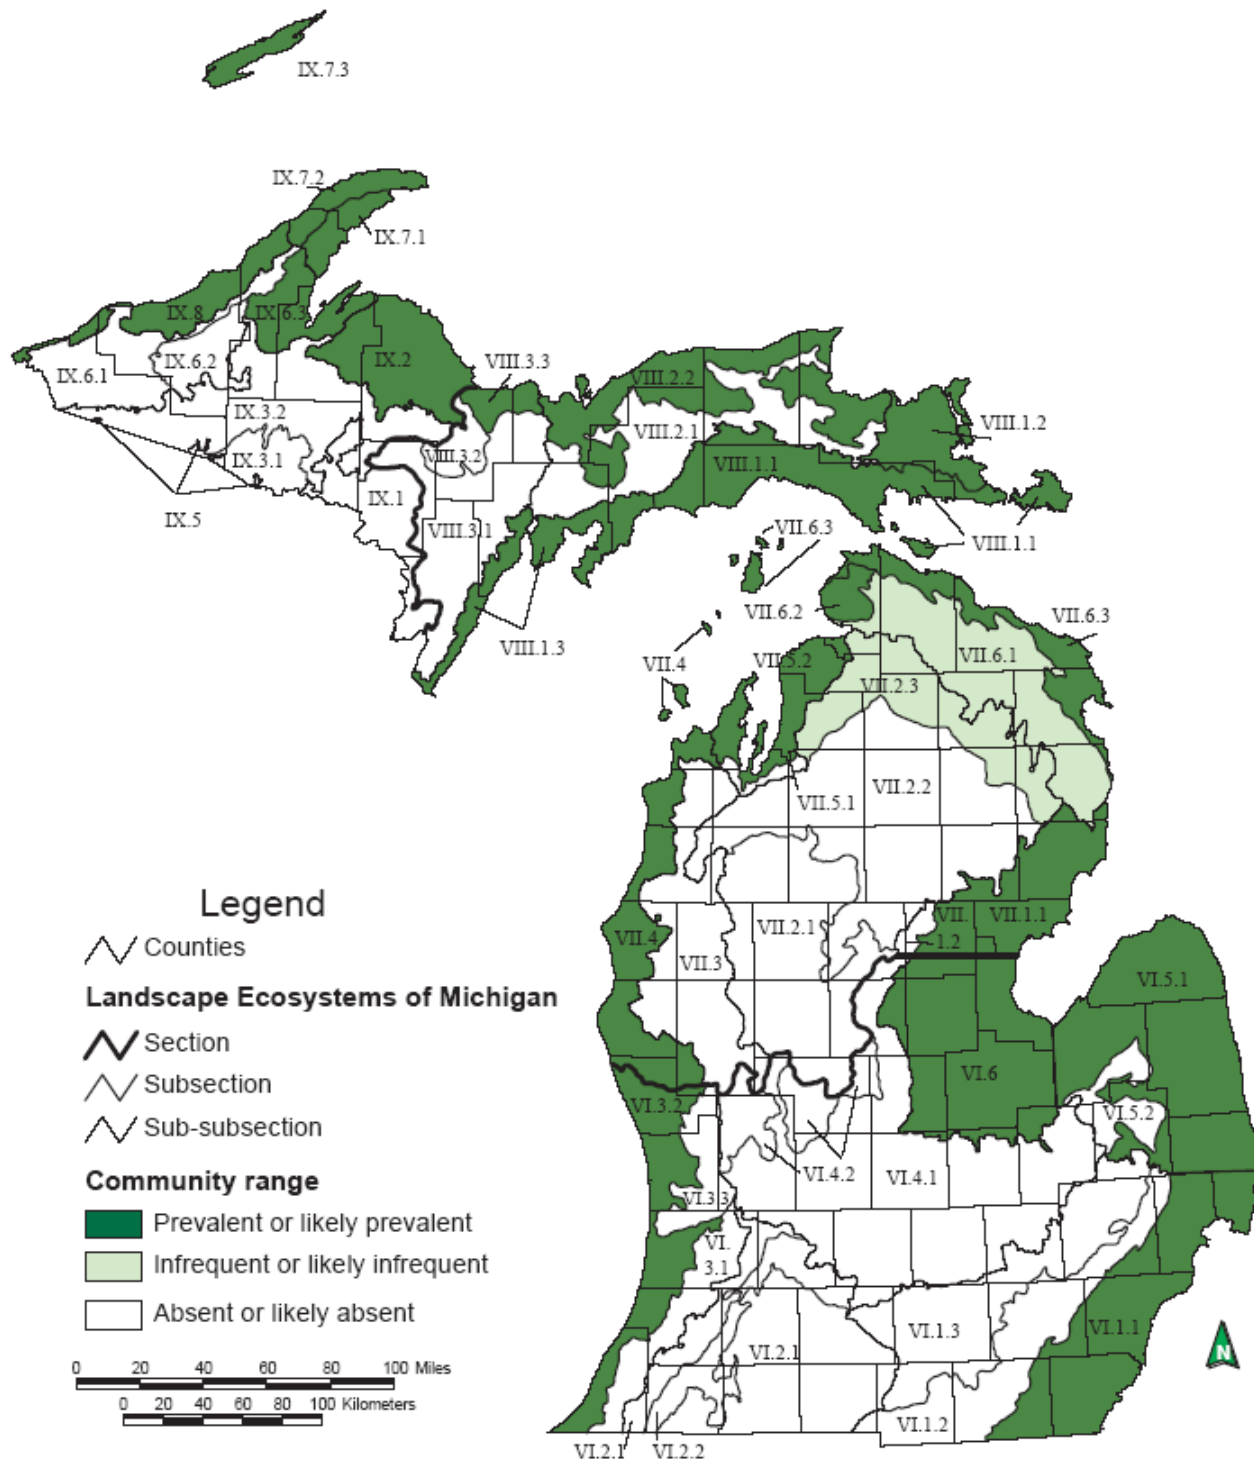 IX.7.3
IX.7.2
IX.7.1
IX.8
IX.6.3
IX.6.2
IX.2
VIII.3.3
IX.6.1
VIII.2.2
IX.3.2
VIII.2.1
VIII.1.2
IX.3.1
VIII.3.2
VIII.1.1
IX.1
IX.5
VIII.3.1
VII.6.3
VIII.1.1
VII.6.2
VII.6.3
VIII.1.3
VII.4
VII.5.2
VII.6.1
VII.2.3
VII.5.1
VII.2.2
Legend
Counties
Landscape Ecosystems of Michigan
Section
Subsection
Sub-subsection
Community range
Prevalent or likely prevalent
Infrequent or likely infrequent
Absent or likely absent
VII.4
VII.3
VII.2.1
VII.
1.2
VII.1.1
VI.5.1
VI.6
VI.3.2
VI.5.2
VI.4.2
VI.4.1
VI.3.3
VI.
3.1
VI.1.3
VI.1.1
VI.2.1
VI.1.2
VI.2.1
VI.2.2
N
0 20 40 60 80 100 Miles
0 20 40 60 80 100 Kilometers